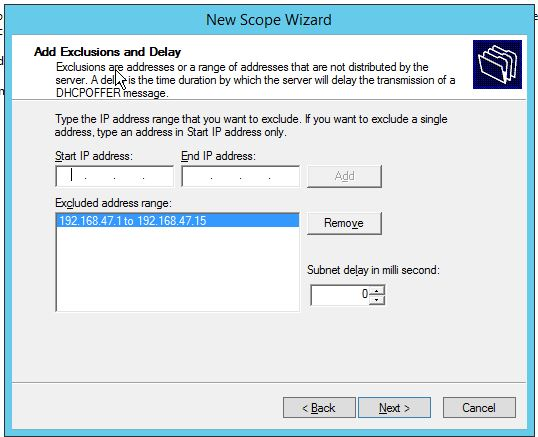 New Scope Wizard
Add Exclusions and Delay
Exclusions are addresses or a range of addresses that are not distributed by the
server. A delay is the time duration by which the server will delay the transmission of a
DHCPOFFER message.
Type the IP address range that you want to exclude. If you want to exclude a single
address, type an address in Start IP address only.
Start IP address: End IP address:
. . . . . . Add
Excluded address range:
192.168.47.1 to 192.168.47.15
Remove
Subnet delay in milli second:
0
< Back Next > Cancel